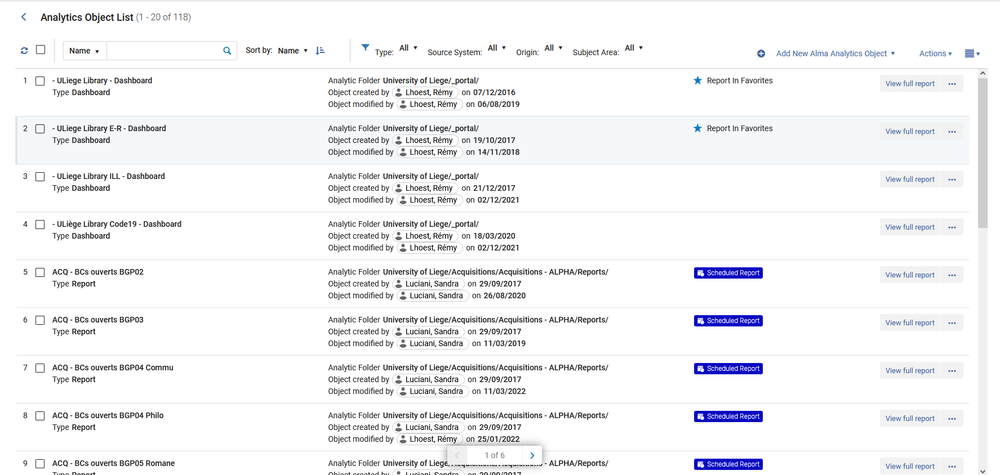 Analytics Object List (1 - 20 of 118)
Name Sort by: Name Type: All Source System: All Origin: All Subject Area: All Add New Alma Analytics Object Actions
1 - ULiege Library - Dashboard Analytic Folder University of Liege/_portal/ Report In Favorites View full report
Type Dashboard Object created by Lhoest, Rémy on 07/12/2016
Object modified by Lhoest, Rémy on 06/08/2019
2 - ULiege Library E-R - Dashboard Analytic Folder University of Liege/_portal/ Report In Favorites View full report
Type Dashboard Object created by Lhoest, Rémy on 19/10/2017
Object modified by Lhoest, Rémy on 14/11/2018
3 - ULiege Library ILL - Dashboard Analytic Folder University of Liege/_portal/ View full report
Type Dashboard Object created by Lhoest, Rémy on 21/12/2017
Object modified by Lhoest, Rémy on 02/12/2021
4 - ULiège Library Code19 - Dashboard Analytic Folder University of Liege/_portal/ View full report
Type Dashboard Object created by Lhoest, Rémy on 18/03/2020
Object modified by Lhoest, Rémy on 02/12/2021
5 ACQ - BCs ouverts BGP02 Analytic Folder University of Liege/Acquisitions/Acquisitions - ALPHA/Reports/ Scheduled Report View full report
Type Report Object created by Luciani, Sandra on 29/09/2017
Object modified by Luciani, Sandra on 26/08/2020
6 ACQ - BCs ouverts BGP03 Analytic Folder University of Liege/Acquisitions/Acquisitions - ALPHA/Reports/ Scheduled Report View full report
Type Report Object created by Luciani, Sandra on 29/09/2017
Object modified by Luciani, Sandra on 11/03/2019
7 ACQ - BCs ouverts BGP04 Commu Analytic Folder University of Liege/Acquisitions/Acquisitions - ALPHA/Reports/ Scheduled Report View full report
Type Report Object created by Luciani, Sandra on 29/09/2017
Object modified by Luciani, Sandra on 11/03/2022
8 ACQ - BCs ouverts BGP04 Philo Analytic Folder University of Liege/Acquisitions/Acquisitions - ALPHA/Reports/ Scheduled Report View full report
Type Report Object created by Luciani, Sandra on 29/09/2017
Object modified by Lhoest, Rémy on 25/01/2022
1 of 6
9 ACQ - BCs ouverts BGP05 Romane Analytic Folder University of Liege/Acquisitions/Acquisitions - ALPHA/Reports/ Scheduled Report View full report
Type Report Object created by Luciani, Sandra on 29/09/2017